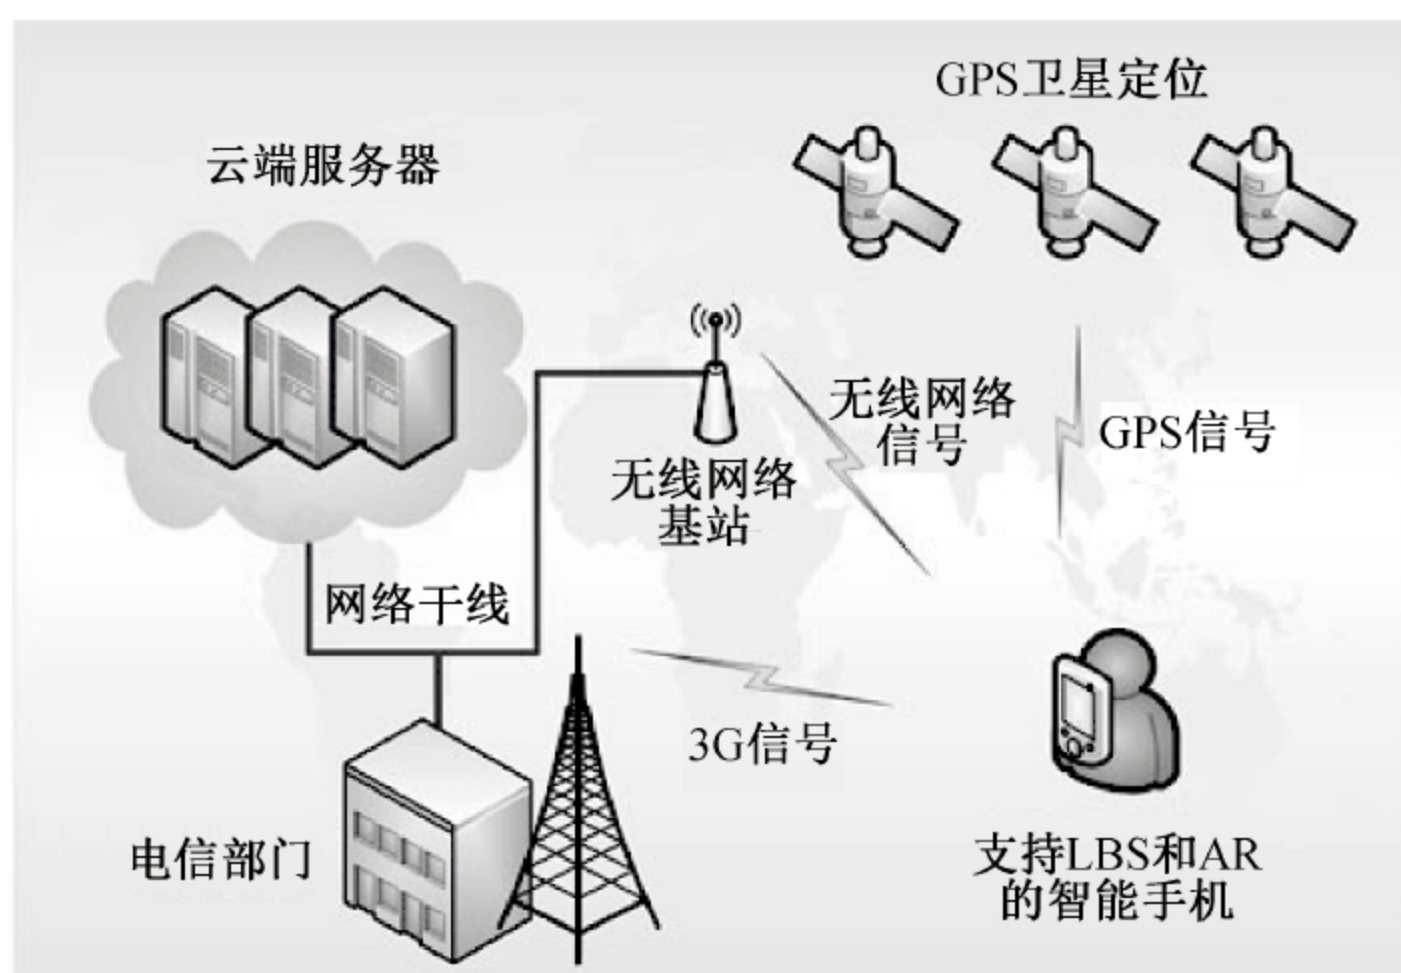 GPS卫星定位
云端服务器
无线网络
信号
GPS信号
无线网络
基站
网络干线
3G信号
电信部门
支持LBS和AR
的智能手机